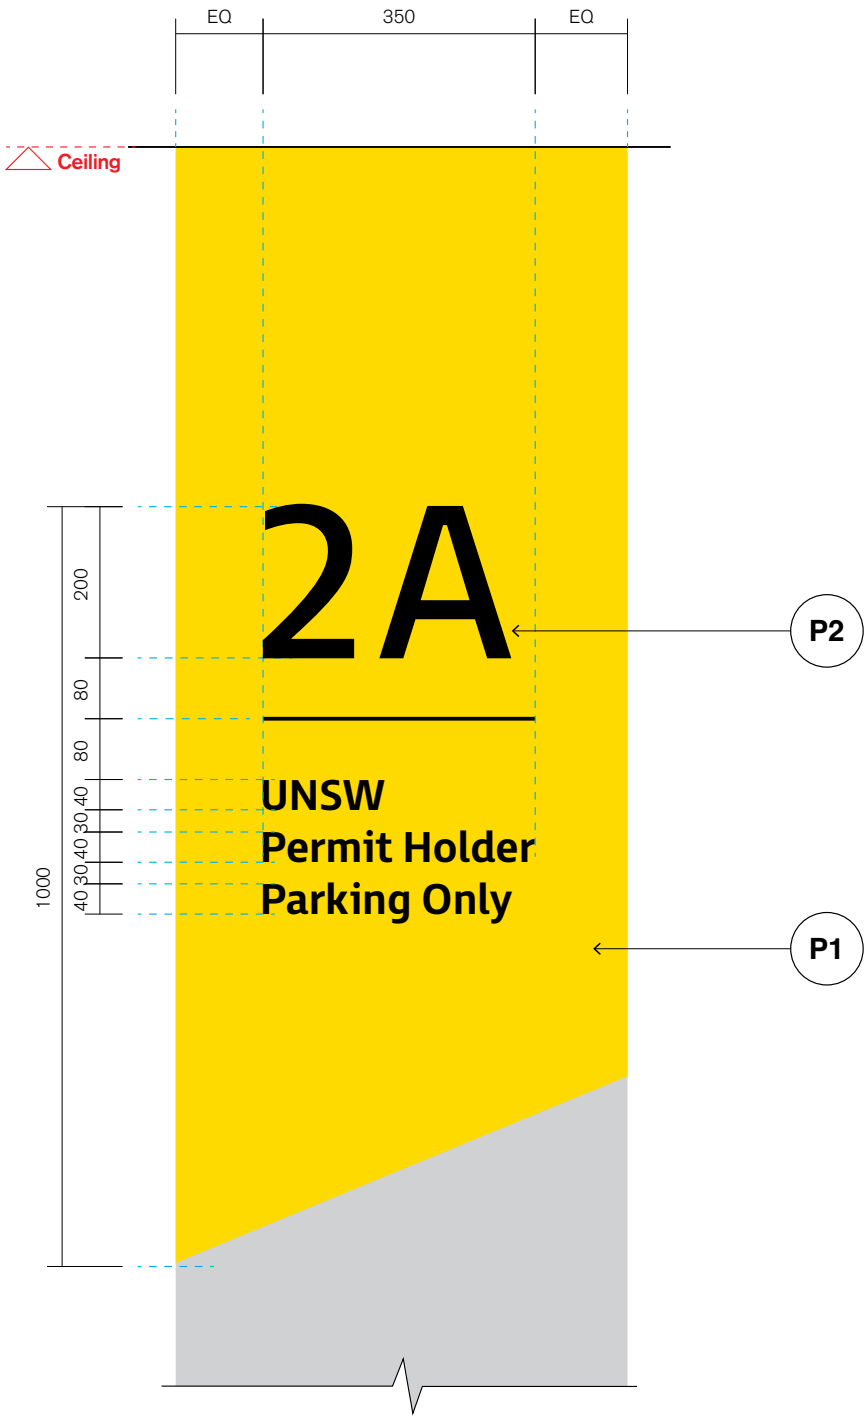 EQ 350 EQ
Ceiling
2A
200
P2
80
80
UNSW
40
30
Permit Holder
40
30
1000
Parking Only
40
P1